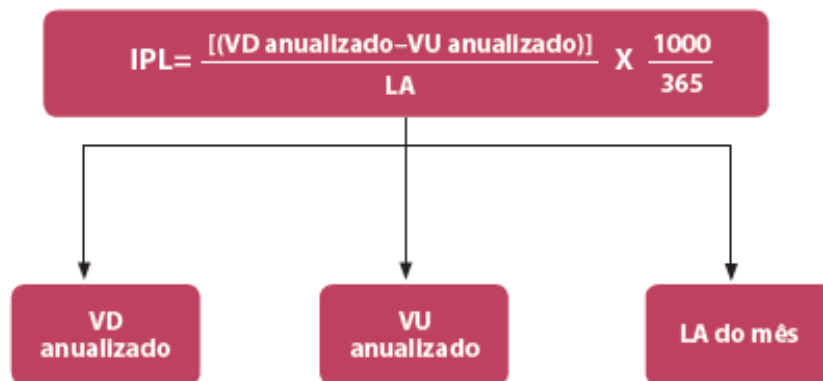 IPL= [(VD anualizado–VU anualizado)] X 1000
LA 365
VD
anualizado
VU
anualizado
LA do mês